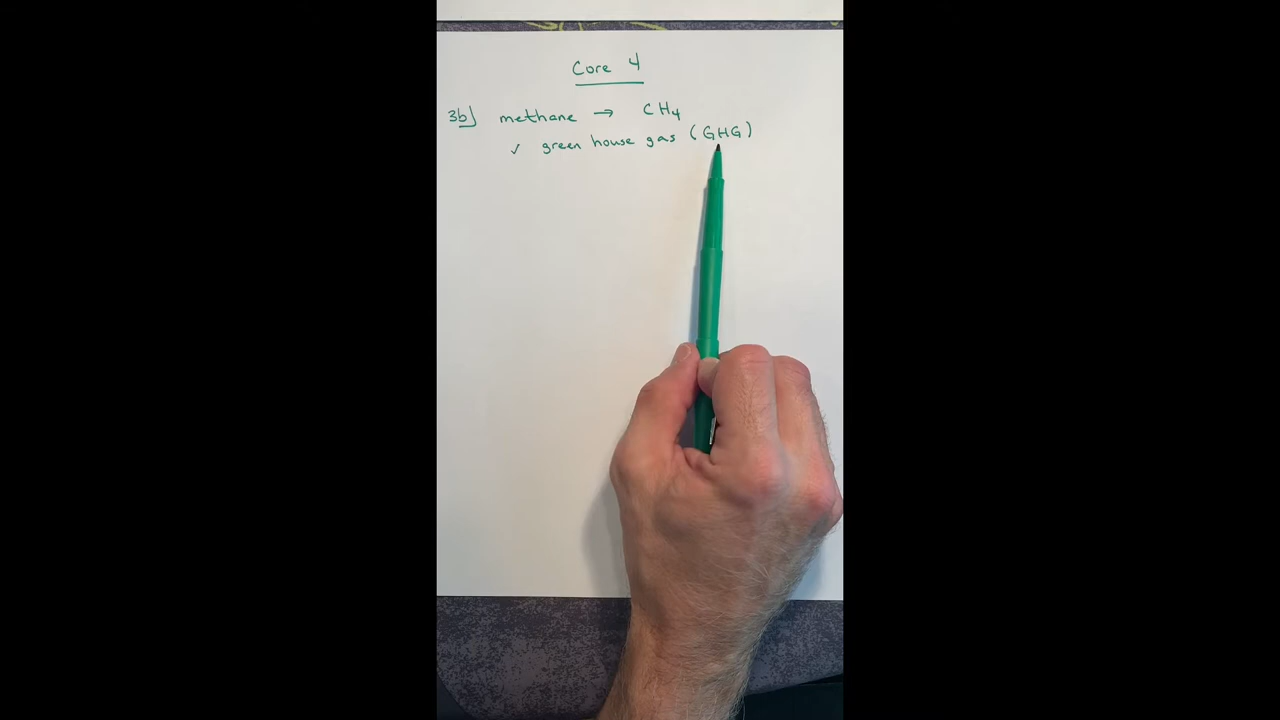 Core 4
3b) methane → CH4
✓ green house gas (GHG)